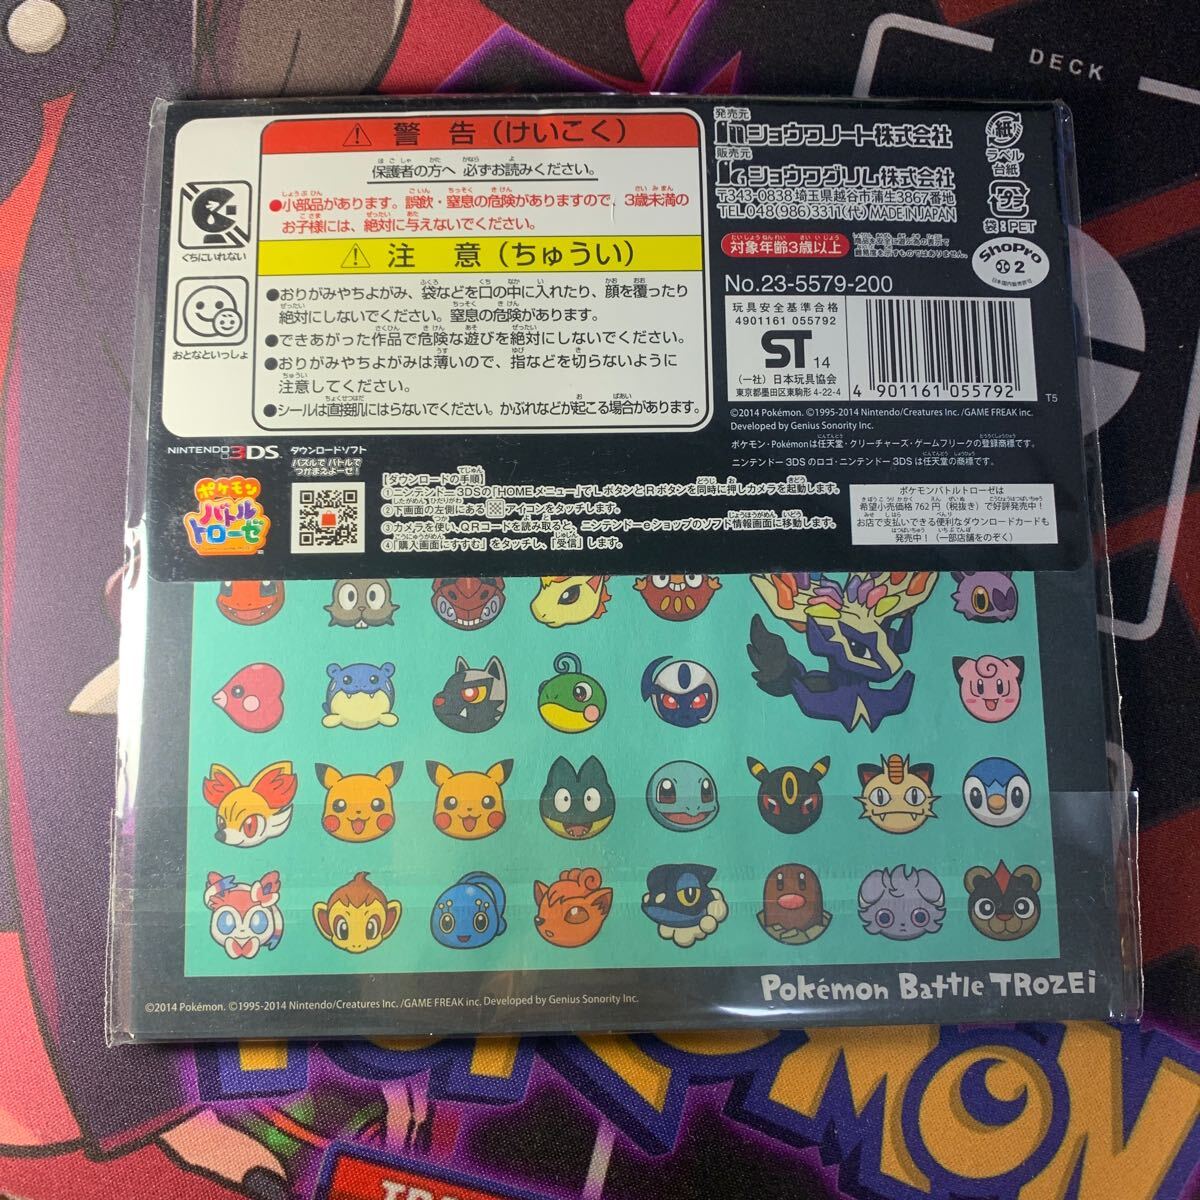 DECK
警告(けいこく)
保護者の方へ 必ずお読みください。
●小部品があります。誤飲・窒息の危険がありますので、3歳未満の
お子様には、絶対に与えないでください。
注意(ちゅうい)
●おりがみやちよがみ、袋などを口の中に入れたり、顔を覆ったり
絶対にしないでください。窒息の危険があります。
●できあがった作品で危険な遊びを絶対にしないでください。
●おりがみやちよがみは薄いので、指などを切らないように
注意してください。
●シールは直接肌にはらないでください。かぶれなどが起こる場合があります。
くちにいれない
おとなといっしょ
発売元
ショウワノート株式会社
販売元
ショウワグリム株式会社
〒343-0838 埼玉県越谷市蒲生3867番地
TEL 048(986)3311(代) MADE IN JAPAN
紙
ラベル
台紙
プラ
袋:PET
対象年齢3歳以上
ShoPro
2
日本国内販売許可
No.23-5579-200
玩具安全基準合格
4901161 055792
ST 14
(一社)日本玩具協会
東京都墨田区東駒形 4-22-4
4 901161 055792
T5
©2014 Pokémon. ©1995-2014 Nintendo/Creatures Inc. /GAME FREAK inc.
Developed by Genius Sonority Inc.
ポケモン・Pokémonは任天堂・クリーチャーズ・ゲームフリークの登録商標です。
ニンテンドー3DSのロゴ・ニンテンドー3DSは任天堂の商標です。
NINTENDO 3DS ダウンロードソフト
パズルで バトルで
つかまえよーゼ!
ポケモン
バトル
トローゼ
【ダウンロードの手順】
①ニンテンドー3DSの「HOMEメニュー」でLボタンとRボタンを同時に押しカメラを起動します。
②下画面の左側にある アイコンをタッチします。
③カメラを使い、QRコードを読み取ると、ニンテンドーeショップのソフト情報画面に移動します。
④「購入画面にすすむ」をタッチし、「受信」します。
ポケモンバトルトローゼは
希望小売価格762円(税抜き)で好評発売中!
お店で支払いできる便利なダウンロードカードも
発売中!(一部店舗をのぞく)
Pokémon Battle TROZEi
©2014 Pokémon. ©1995-2014 Nintendo/Creatures Inc. /GAME FREAK inc. Developed by Genius Sonority Inc.
POKÉMON